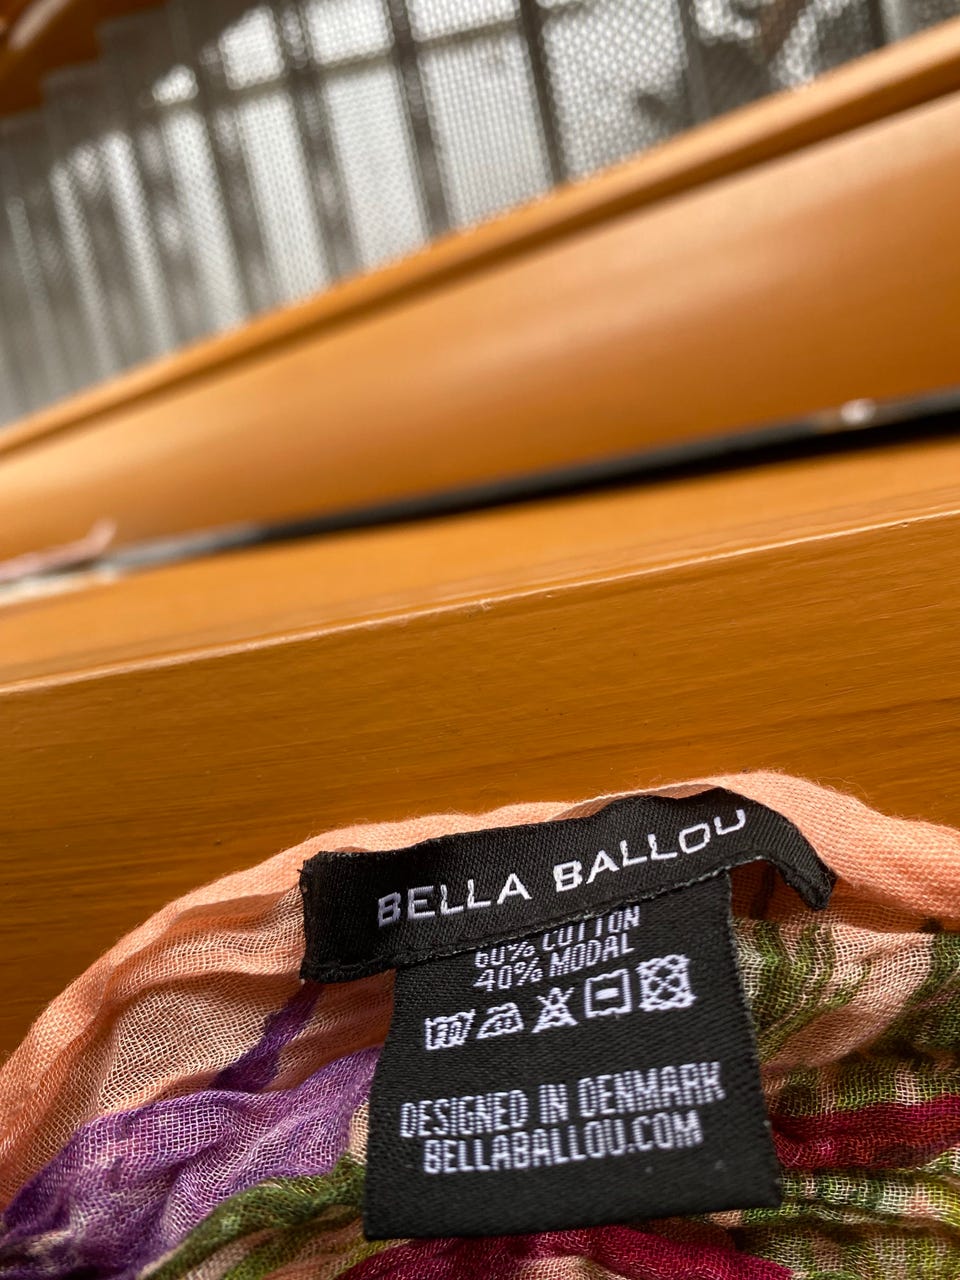 BELLA BALLOU
60% COTTON
40% MODAL
DESIGNED IN DENMARK
BELLABALLOU.COM